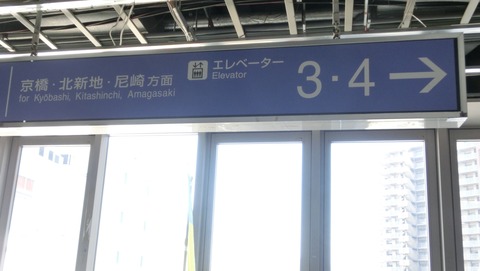 京橋・北新地・尼崎方面
for Kyōbashi, Kitashinchi, Amagasaki
エレベーター
Elevator
3・4 →